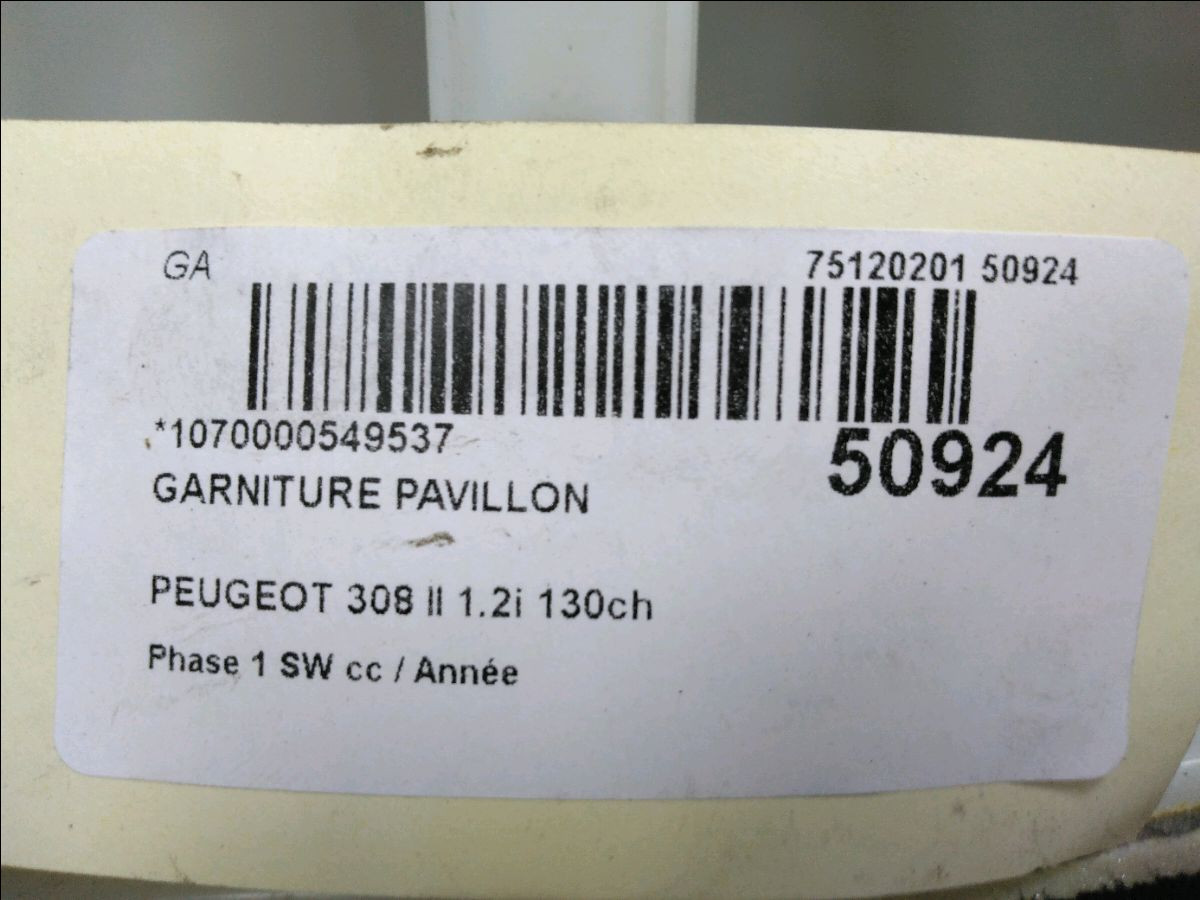 GA 75120201 50924
*1070000549537 50924
GARNITURE PAVILLON
PEUGEOT 308 II 1.2i 130ch
Phase 1 SW cc / Année